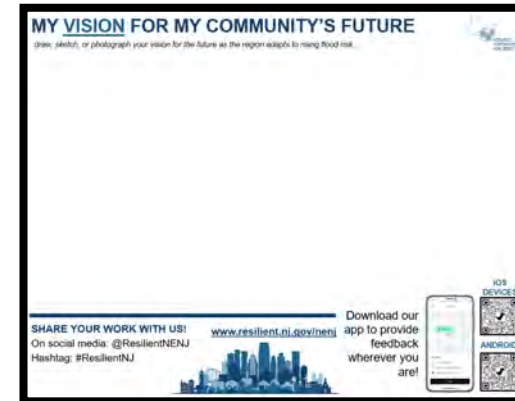 MY VISION FOR MY COMMUNITY'S FUTURE
draw, sketch, or photograph your vision for the future as the region adapts to rising flood risk.
SHARE YOUR WORK WITH US!
On social media: @ResilientNENJ
Hashtag: #ResilientNJ
www.resilient.nj.gov/nenj
Download our
app to provide
feedback
wherever you
are!
IOS
DEVICES
ANDROID